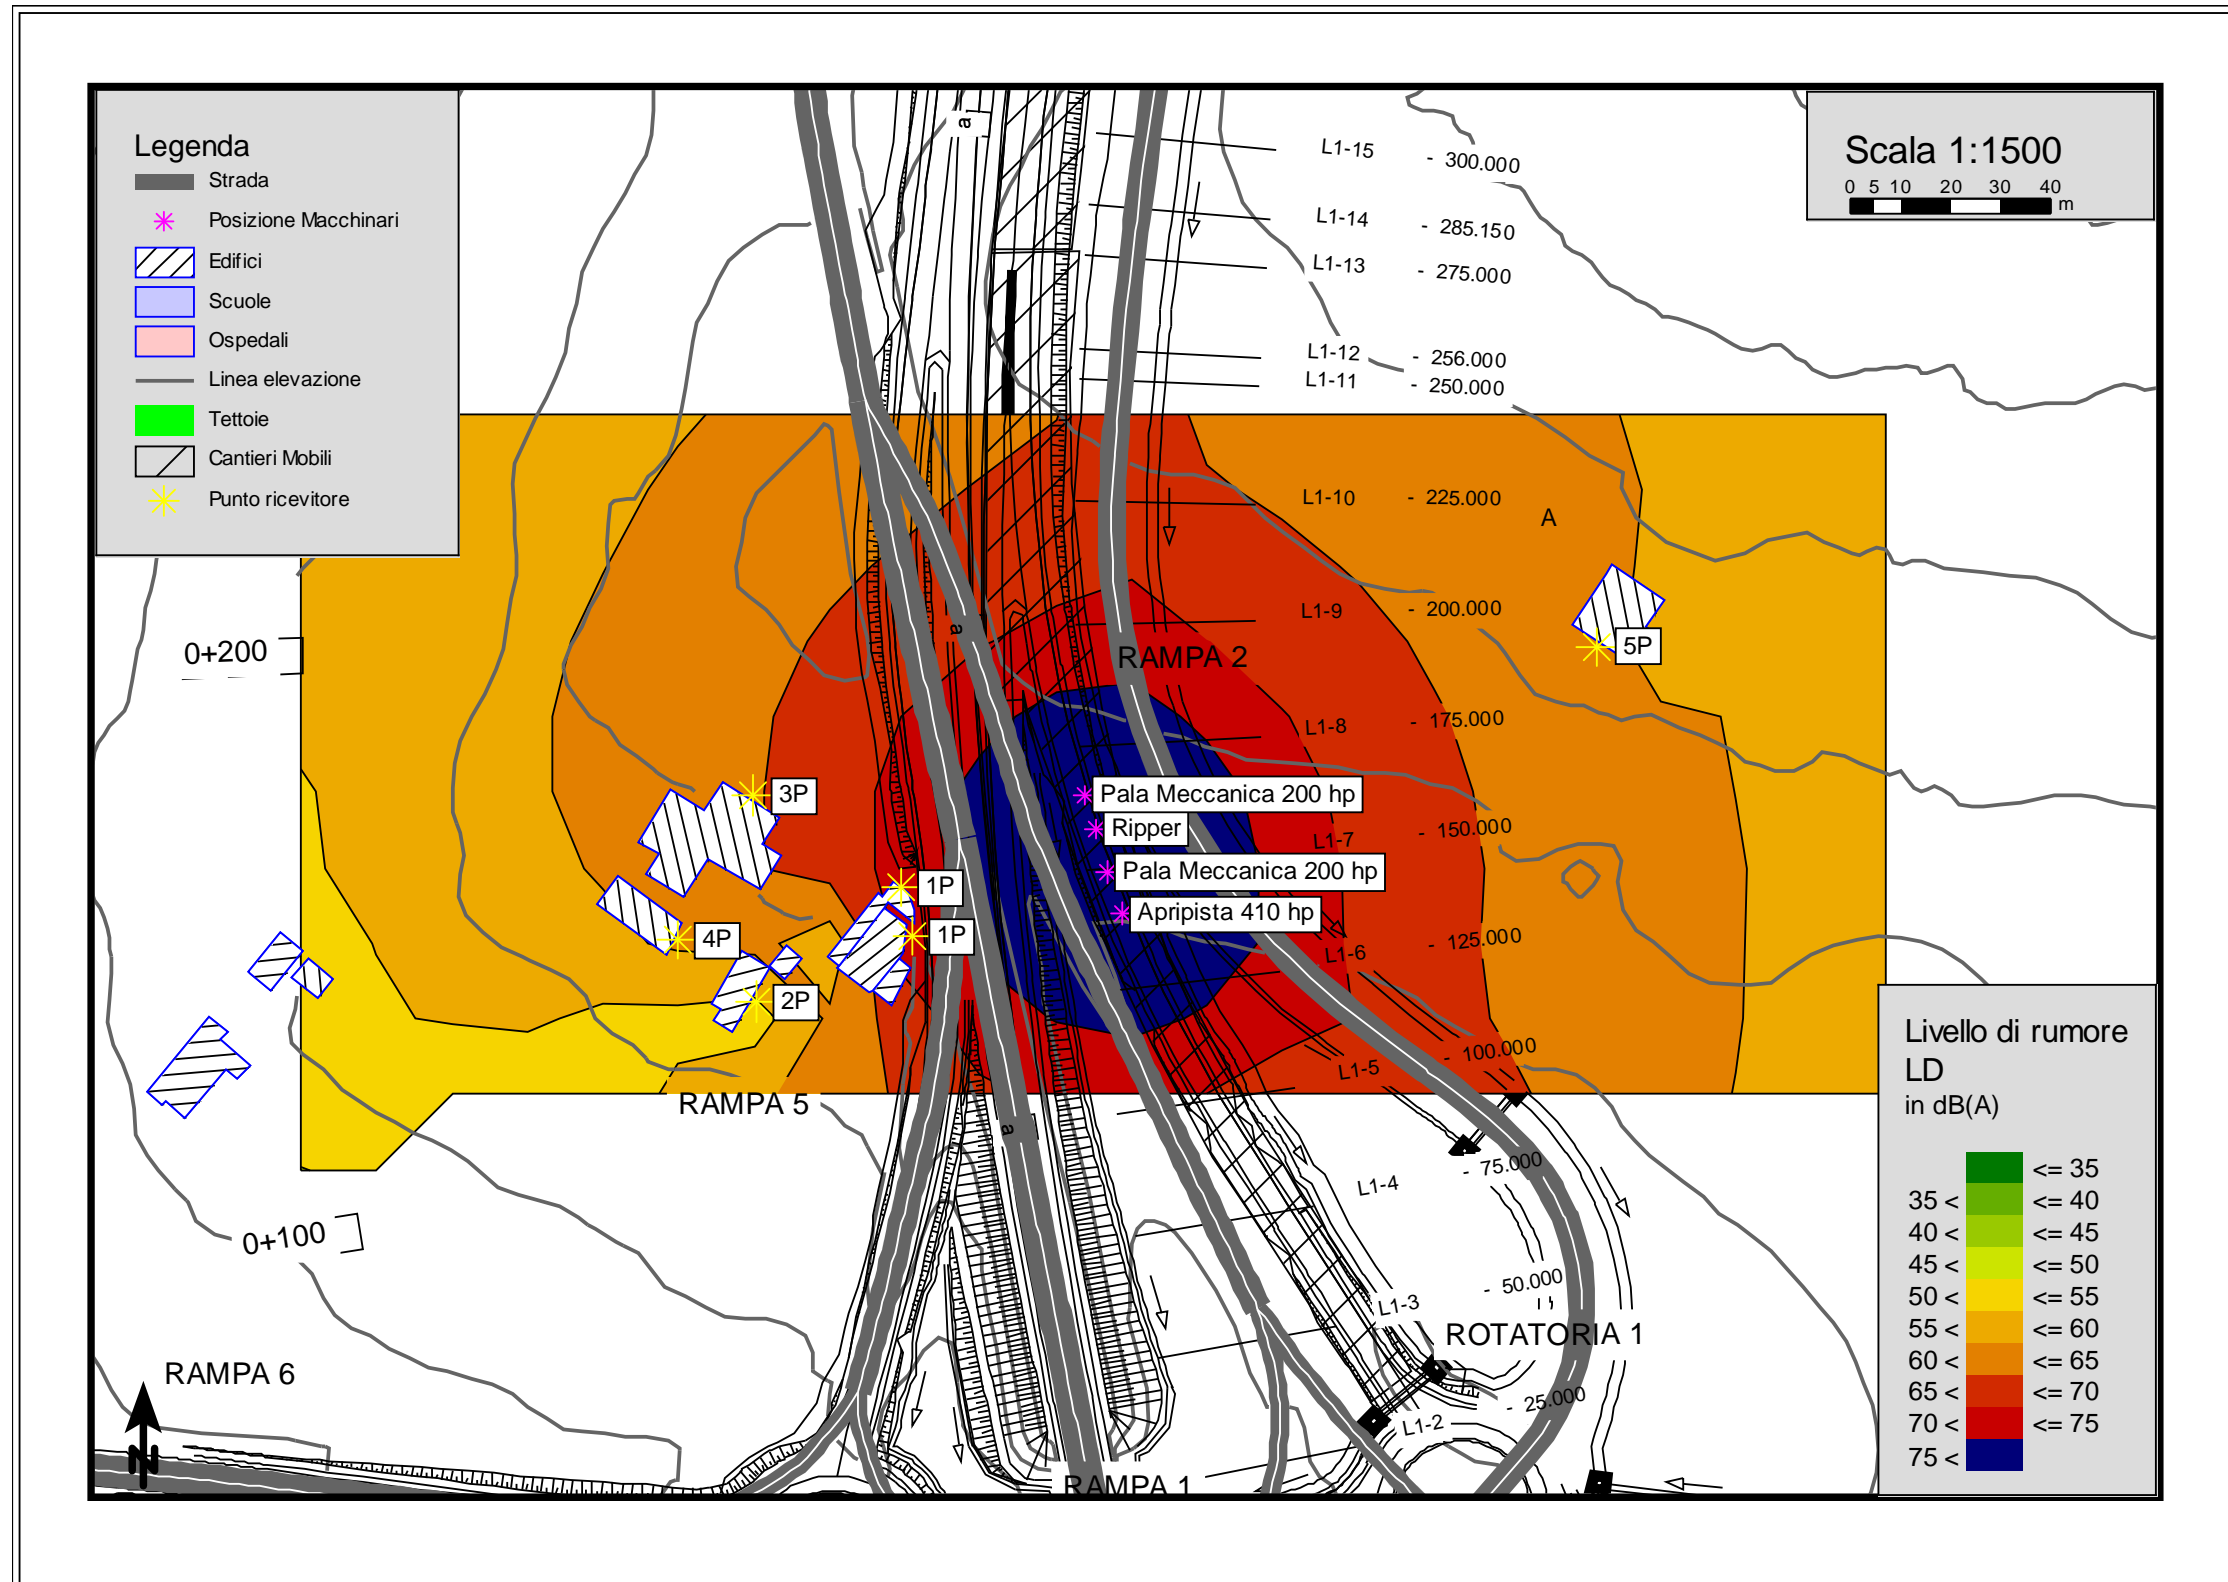 Legenda
Strada
Posizione Macchinari
Edifici
Scuole
Ospedali
Linea elevazione
Tettoie
Cantieri Mobili
Punto ricevitore
Scala 1:1500
0 5 10 20 30 40
m
a
L1-15 - 300.000
L1-14 - 285.150
L1-13 - 275.000
L1-12 - 256.000
L1-11 - 250.000
L1-10 - 225.000
A
L1-9 - 200.000
a
0+200
RAMPA 2
5P
L1-8 - 175.000
3P
Pala Meccanica 200 hp
Ripper
L1-7 - 150.000
Pala Meccanica 200 hp
1P
Apripista 410 hp
4P
1P
L1-6 - 125.000
2P
L1-5 - 100.000
RAMPA 5
a
L1-4 - 75.000
0+100
L1-3 - 50.000
ROTATORIA 1
RAMPA 6
L1-2 - 25.000
N
RAMPA 1
Livello di rumore
LD
in dB(A)
<= 35
35 < <= 40
40 < <= 45
45 < <= 50
50 < <= 55
55 < <= 60
60 < <= 65
65 < <= 70
70 < <= 75
75 <